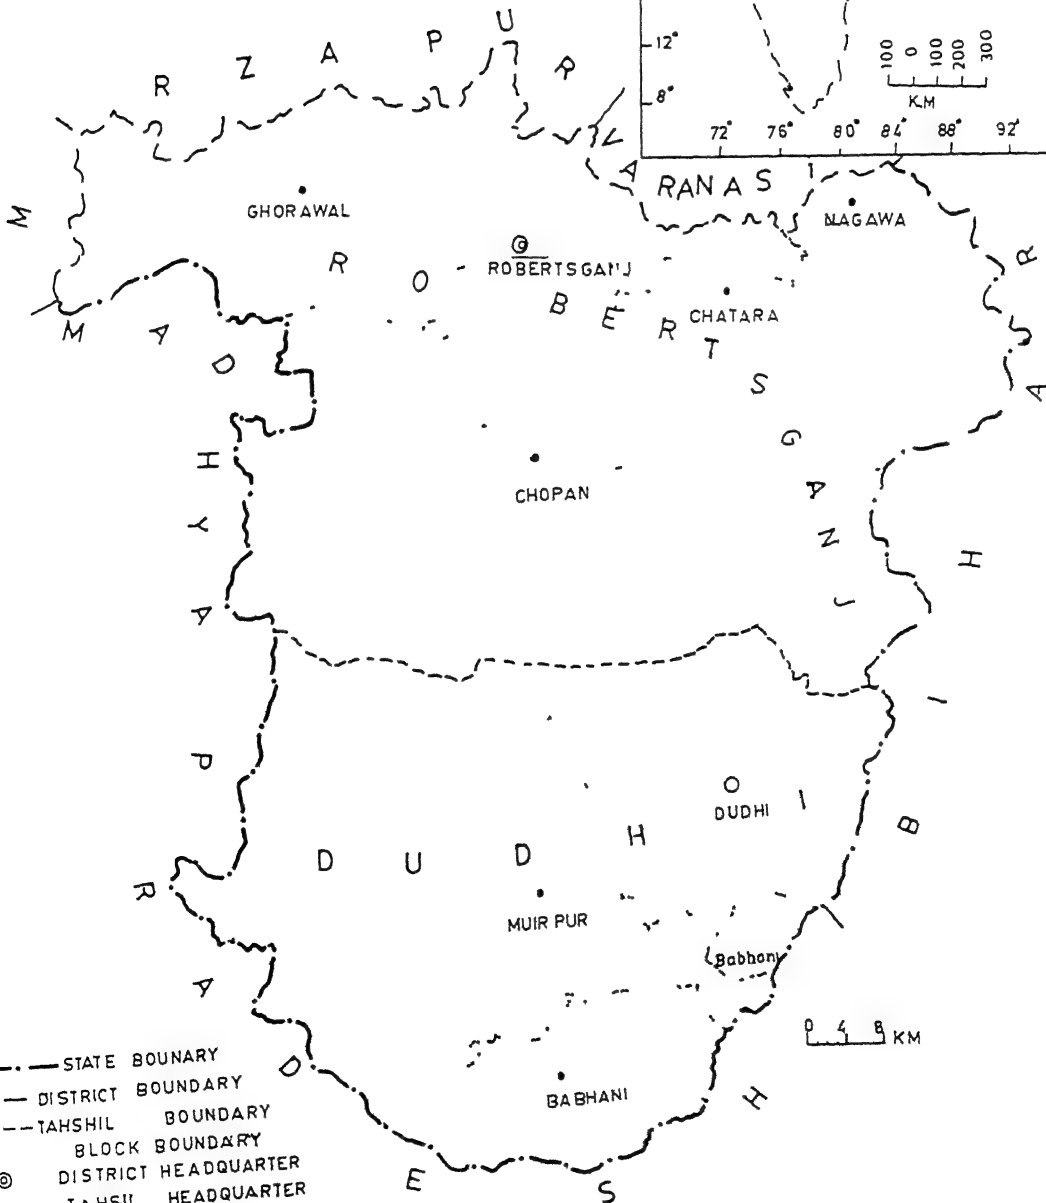 MIRZAPUR
VARANASI
12°
8°
72° 76° 80° 84° 88° 92°
100 0 100 200 300
KM
GHORAWAL
NAGAWA
ROBERTSGANJ
CHATARA
ROBERTSGANJ
CHOPAN
MADHYA PRADESH
BIHAR
DUDHI
DUDHI
MUIRPUR
Babhani
BABHANI
0 4 8 KM
STATE BOUNARY
DISTRICT BOUNDARY
TAHSHIL BOUNDARY
BLOCK BOUNDARY
DISTRICT HEADQUARTER
TAHSIL HEADQUARTER